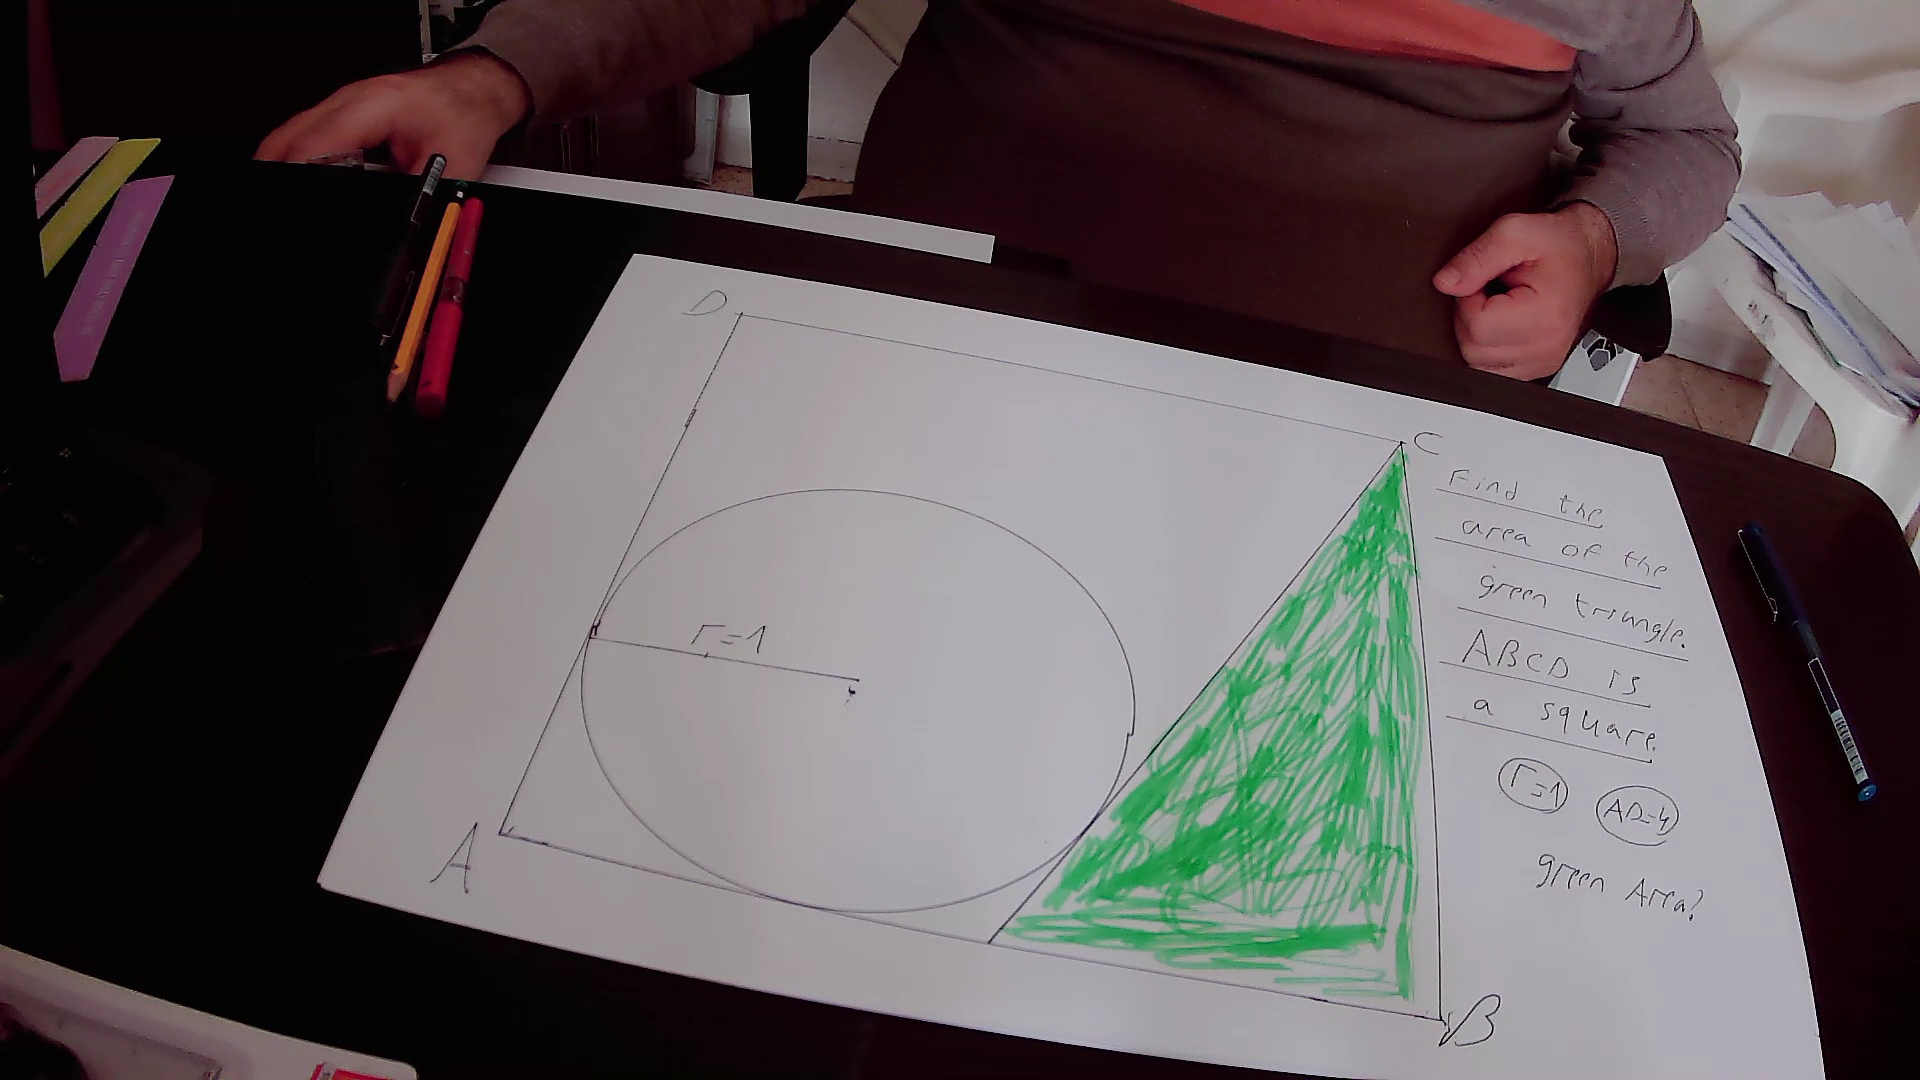 D
C
Find the
area of the
green triangle.
ABCD is
a square.
r=1
r=1 AD=4
green Area?
A
B